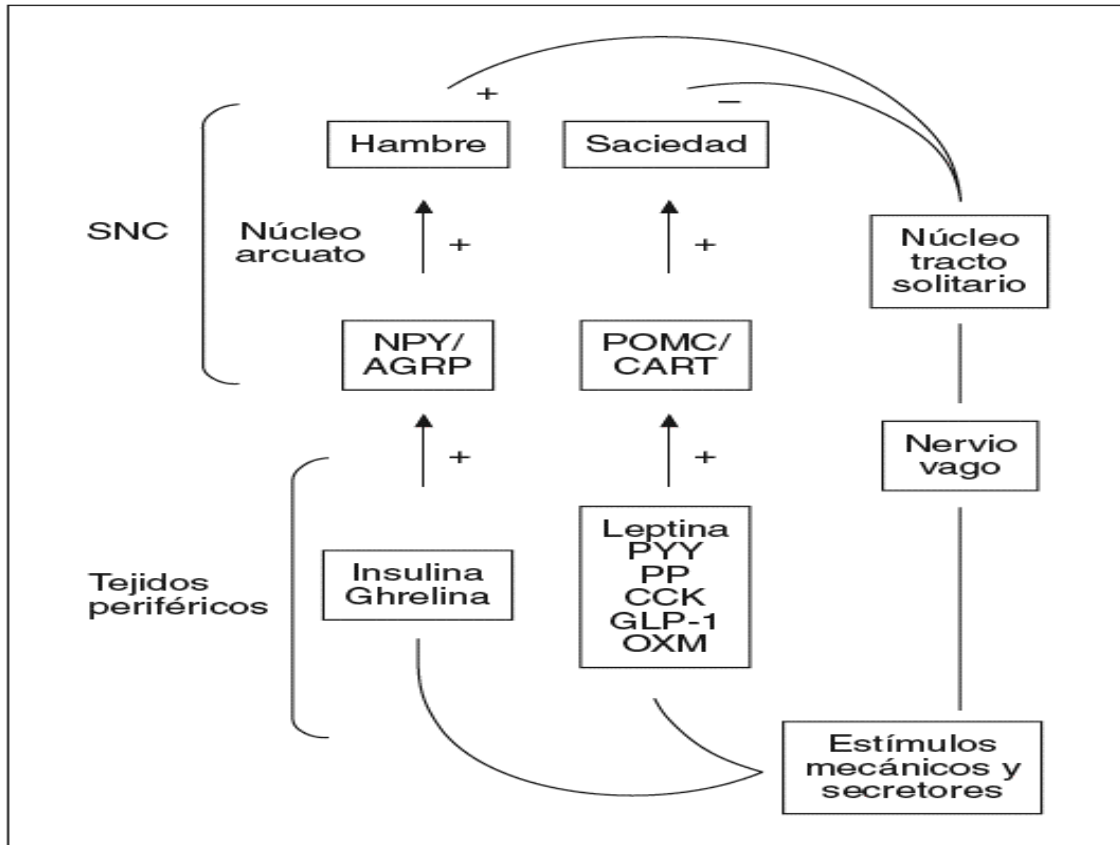 +
−
Hambre
Saciedad
SNC
Núcleo
arcuato
+
+
Núcleo
tracto
solitario
NPY/
AGRP
POMC/
CART
+
+
Nervio
vago
Tejidos
periféricos
Insulina
Ghrelina
Leptina
PYY
PP
CCK
GLP-1
OXM
Estímulos
mecánicos y
secretores